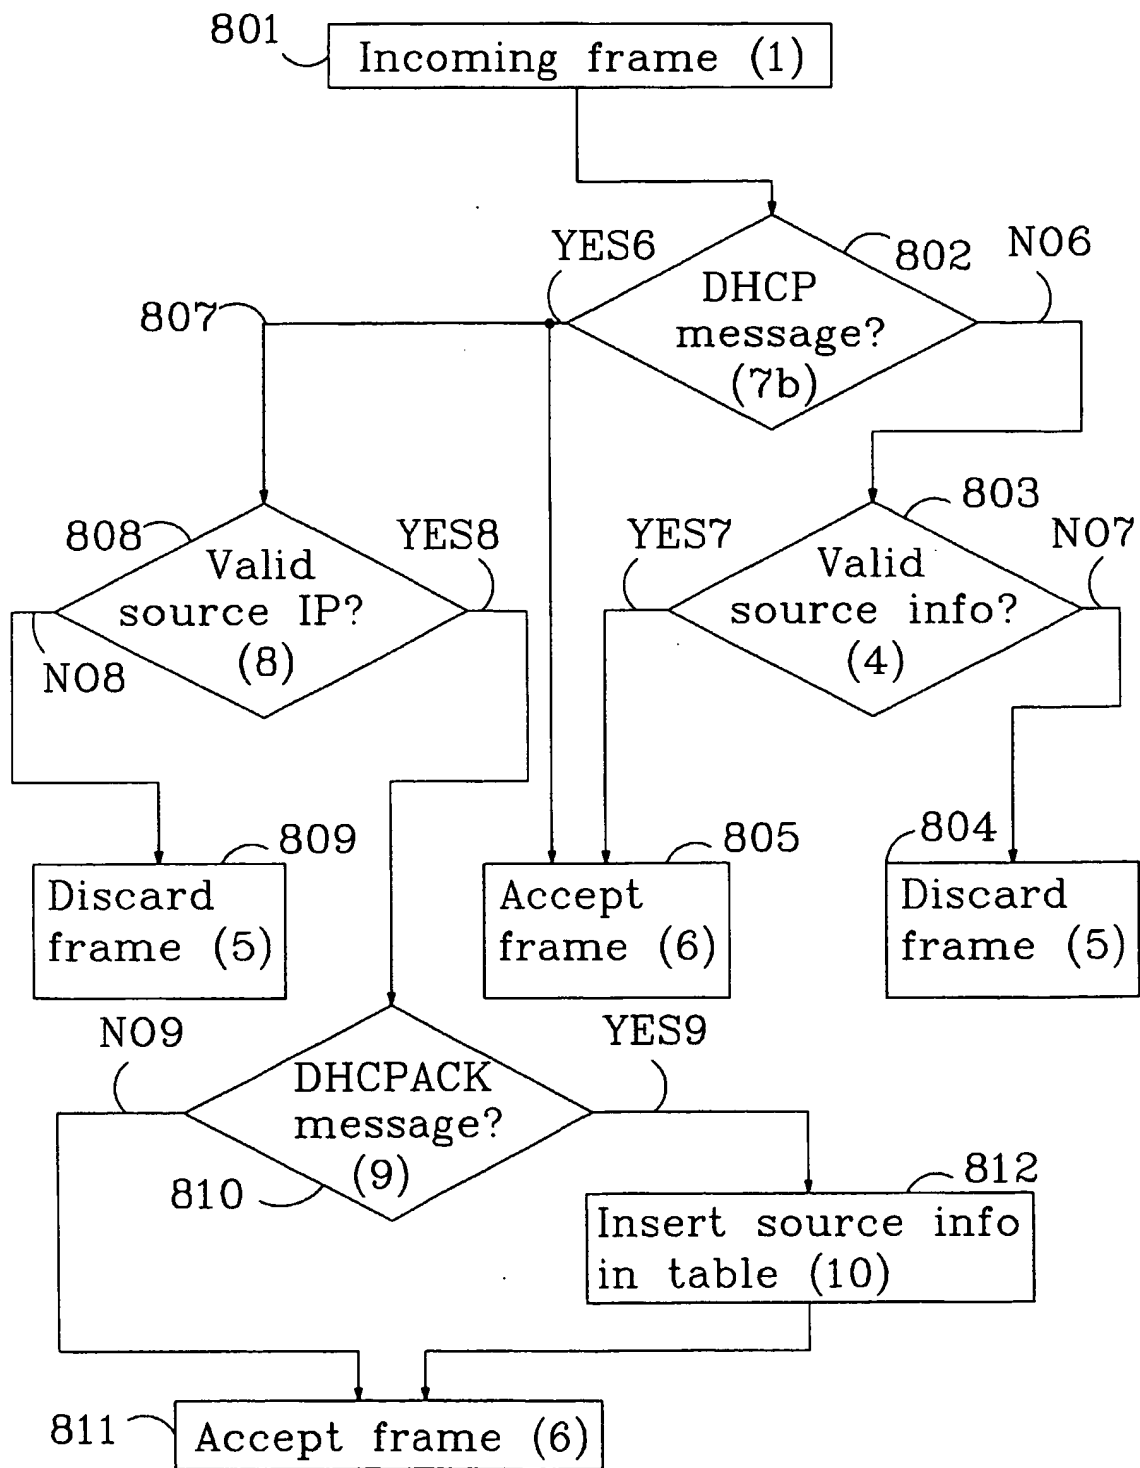 801
Incoming frame (1)
YES6
802
NO6
807
DHCP
message?
(7b)
808
YES8
YES7
803
NO7
Valid
source IP?
(8)
NO8
Valid
source info?
(4)
809
805
804
Discard
frame (5)
Accept
frame (6)
Discard
frame (5)
NO9
YES9
DHCPACK
message?
(9)
810
812
Insert source info
in table (10)
811
Accept frame (6)